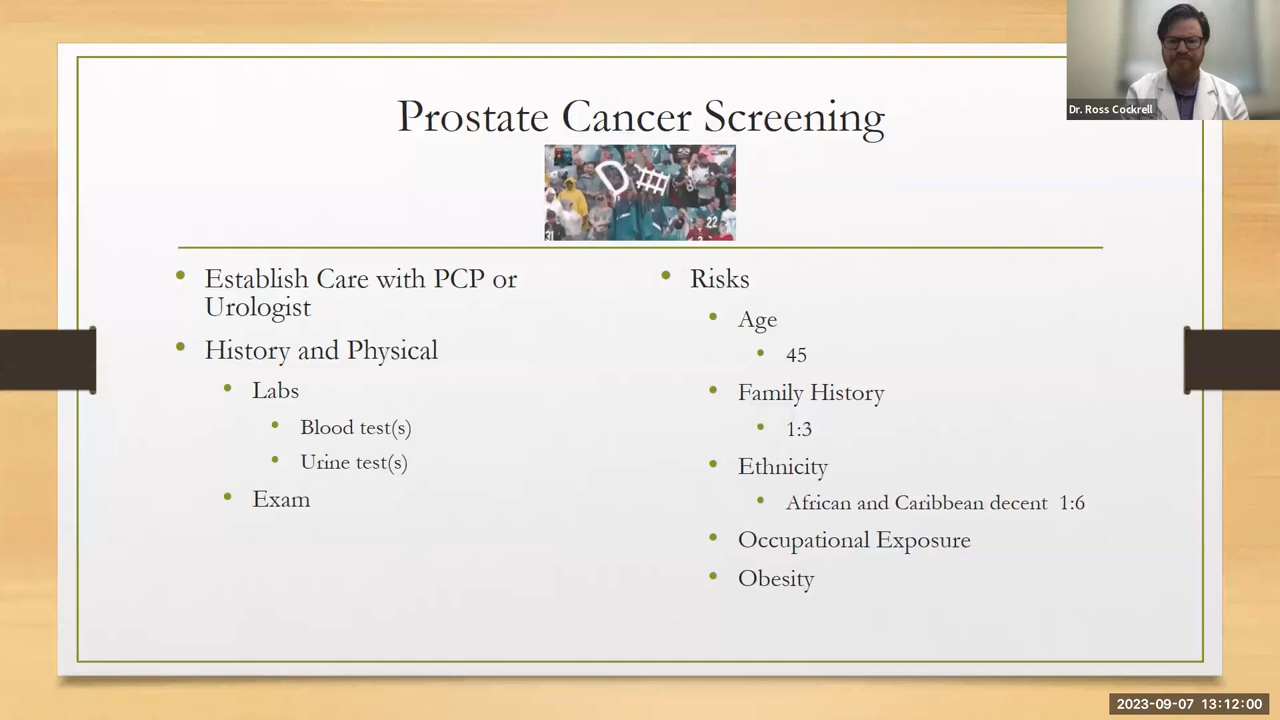 Dr. Ross Cockrell
Prostate Cancer Screening
D
22
31
Establish Care with PCP or
Urologist
History and Physical
Labs
Blood test(s)
Urine test(s)
Exam
Risks
Age
45
Family History
1:3
Ethnicity
African and Caribbean decent 1:6
Occupational Exposure
Obesity
2023-09-07 13:12:00